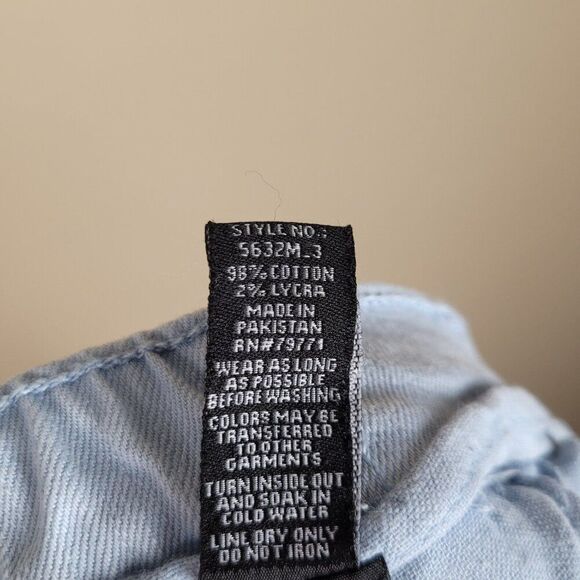 STYLE NO:
5632M_3
98% COTTON
2% LYCRA
MADE IN
PAKISTAN
RN#79771
WEAR AS LONG
AS POSSIBLE
BEFORE WASHING
COLORS MAY BE
TRANSFERRED
TO OTHER
GARMENTS
TURN INSIDE OUT
AND SOAK IN
COLD WATER
LINE DRY ONLY
DO NOT IRON